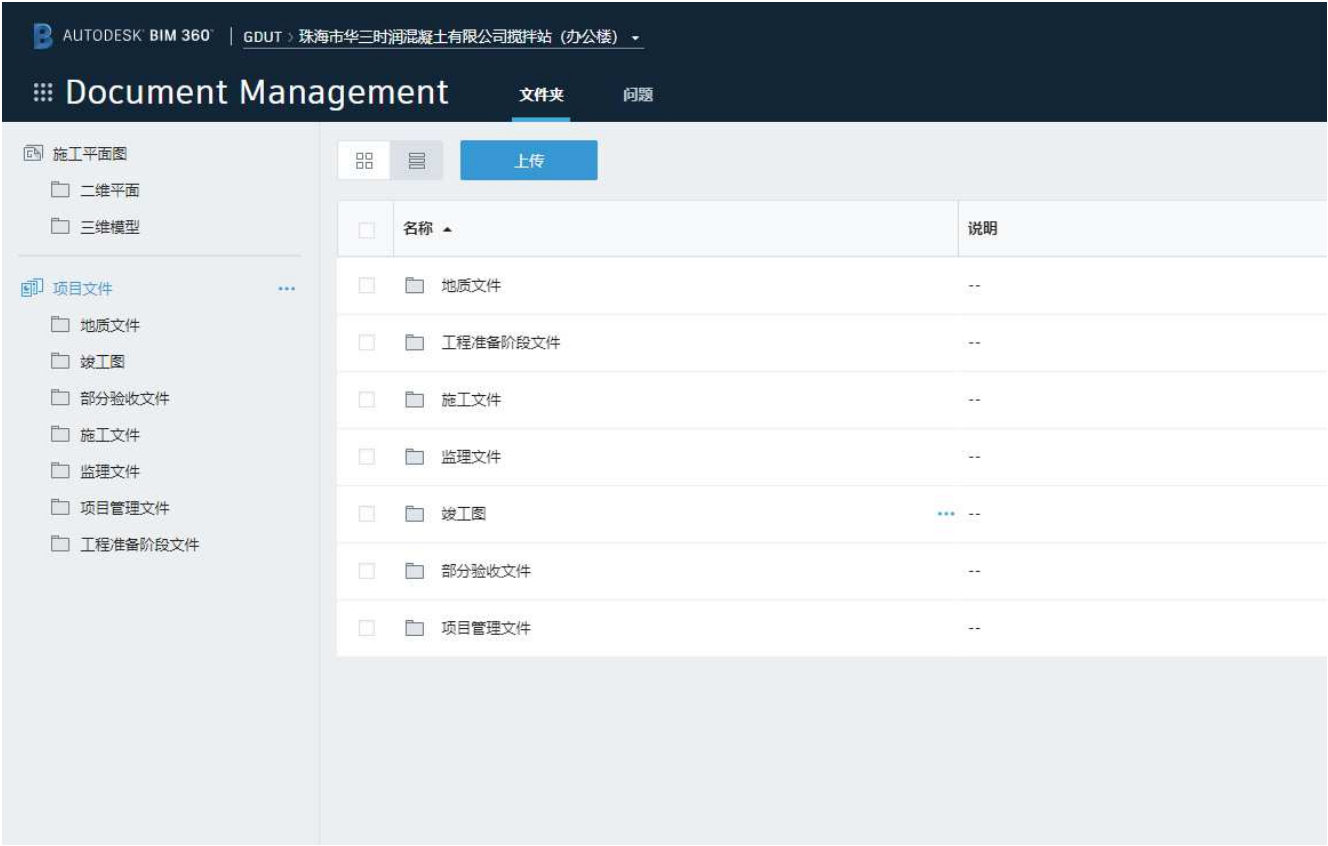 AUTODESK BIM 360 | GDUT > 珠海市华三时润混凝土有限公司搅拌站（办公楼）
Document Management 文件夹 问题
施工平面图
二维平面
三维模型
项目文件 ...
地质文件
竣工图
部分验收文件
施工文件
监理文件
项目管理文件
工程准备阶段文件
上传
名称 说明
地质文件 --
工程准备阶段文件 --
施工文件 --
监理文件 --
竣工图 ... --
部分验收文件 --
项目管理文件 --